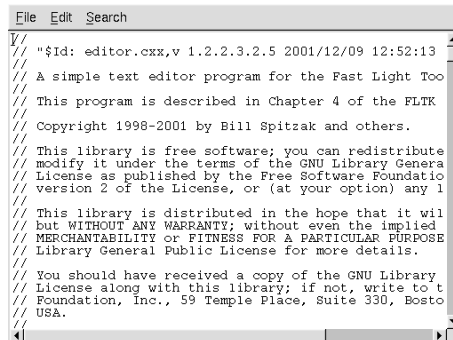 File Edit Search
//
// "$Id: editor.cxx,v 1.2.2.3.2.5 2001/12/09 12:52:13
//
// A simple text editor program for the Fast Light Too
//
// This program is described in Chapter 4 of the FLTK
//
// Copyright 1998-2001 by Bill Spitzak and others.
//
// This library is free software; you can redistribute
// modify it under the terms of the GNU Library Genera
// License as published by the Free Software Foundatio
// version 2 of the License, or (at your option) any l
//
// This library is distributed in the hope that it wil
// but WITHOUT ANY WARRANTY; without even the implied
// MERCHANTABILITY or FITNESS FOR A PARTICULAR PURPOSE
// Library General Public License for more details.
//
// You should have received a copy of the GNU Library
// License along with this library; if not, write to t
// Foundation, Inc., 59 Temple Place, Suite 330, Bosto
// USA.
//